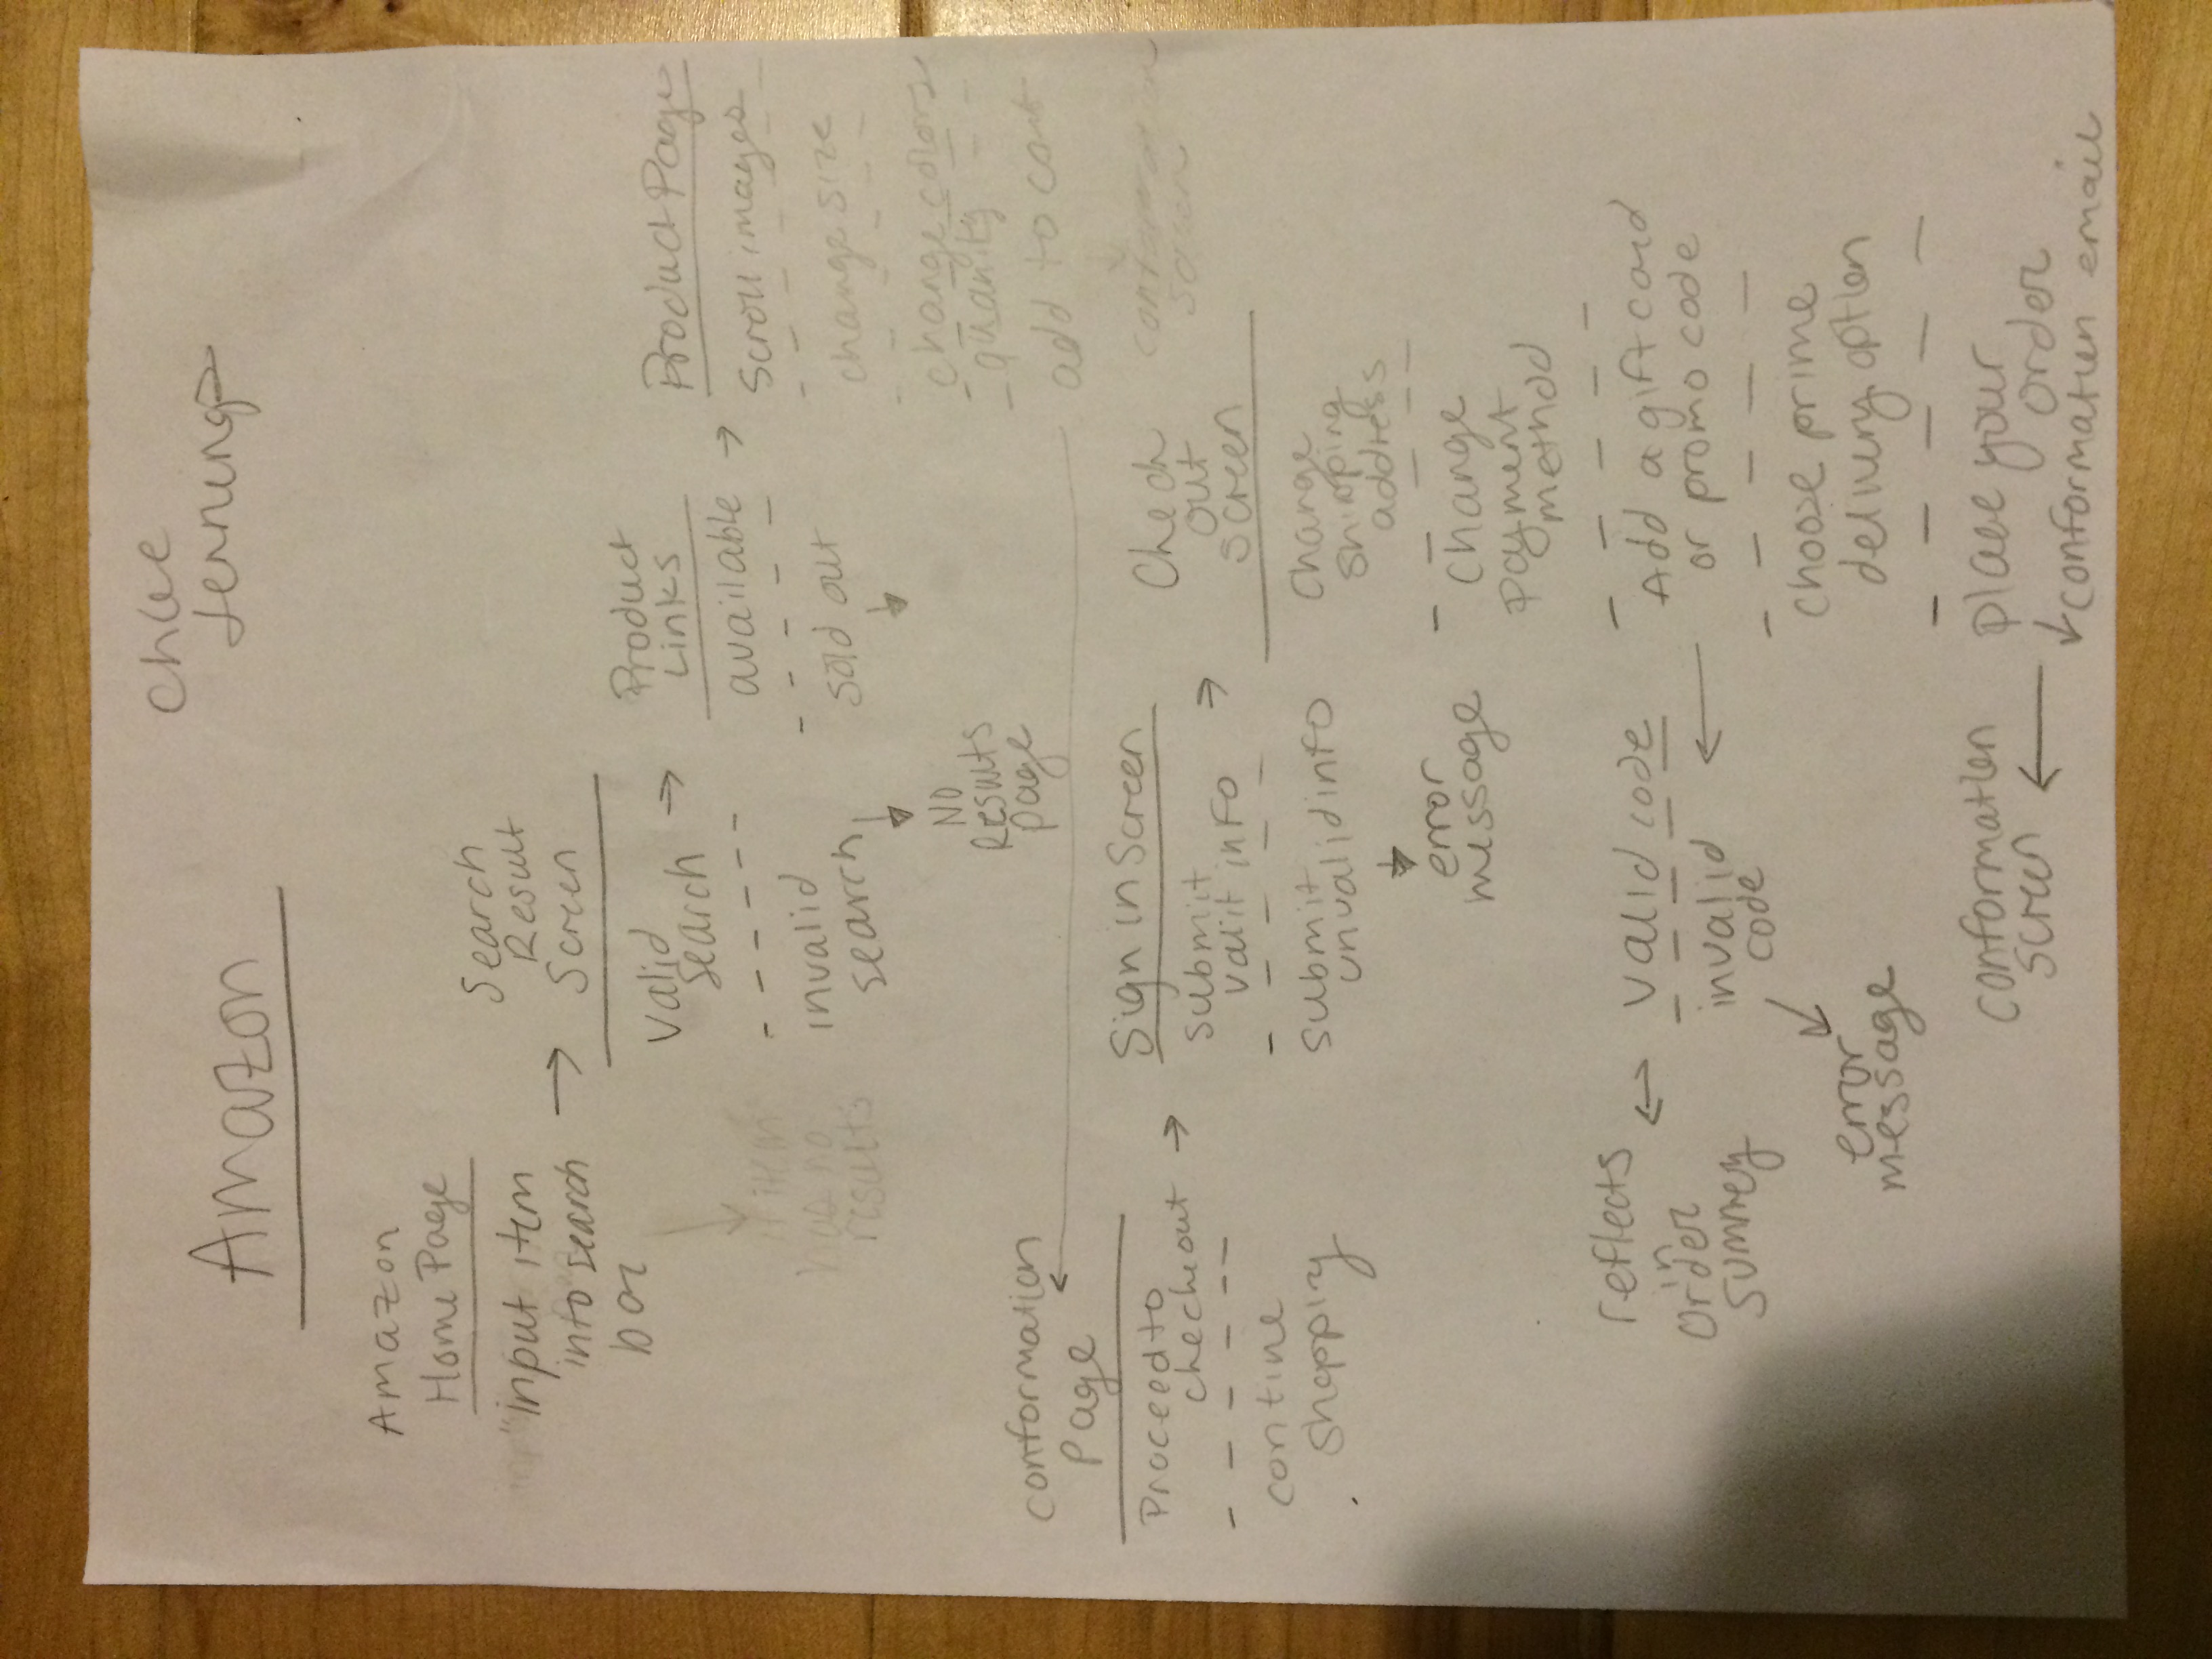 Chloe
Jennings
Amazon
Amazon
Home Page
"input item
into search
bar
if item
has no
results
Search
Result
Screen
Valid
search
invalid
search
No
Results
page
Product
Links
available
sold out
Product Page
Scroll images
change size
change colors
quanity
add to cart
conformation
screen
conformation
Page
Proceed to
checkout
contine
shopping
Sign in Screen
submit
valit info
submit
unvalid info
error
message
Check
out
screen
Change
shipping
address
change
payment
method
Add a gift card
or promo code
valid code
invalid
code
reflects
in
order
summery
error
message
choose prime
delivery option
place your
order
conformation
screen
conformation email